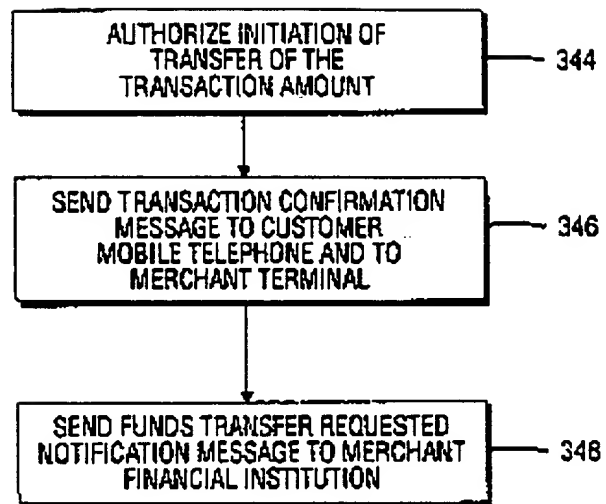 AUTHORIZE INITIATION OF
TRANSFER OF THE
TRANSACTION AMOUNT
344
SEND TRANSACTION CONFIRMATION
MESSAGE TO CUSTOMER
MOBILE TELEPHONE AND TO
MERCHANT TERMINAL
346
SEND FUNDS TRANSFER REQUESTED
NOTIFICATION MESSAGE TO MERCHANT
FINANCIAL INSTITUTION
348